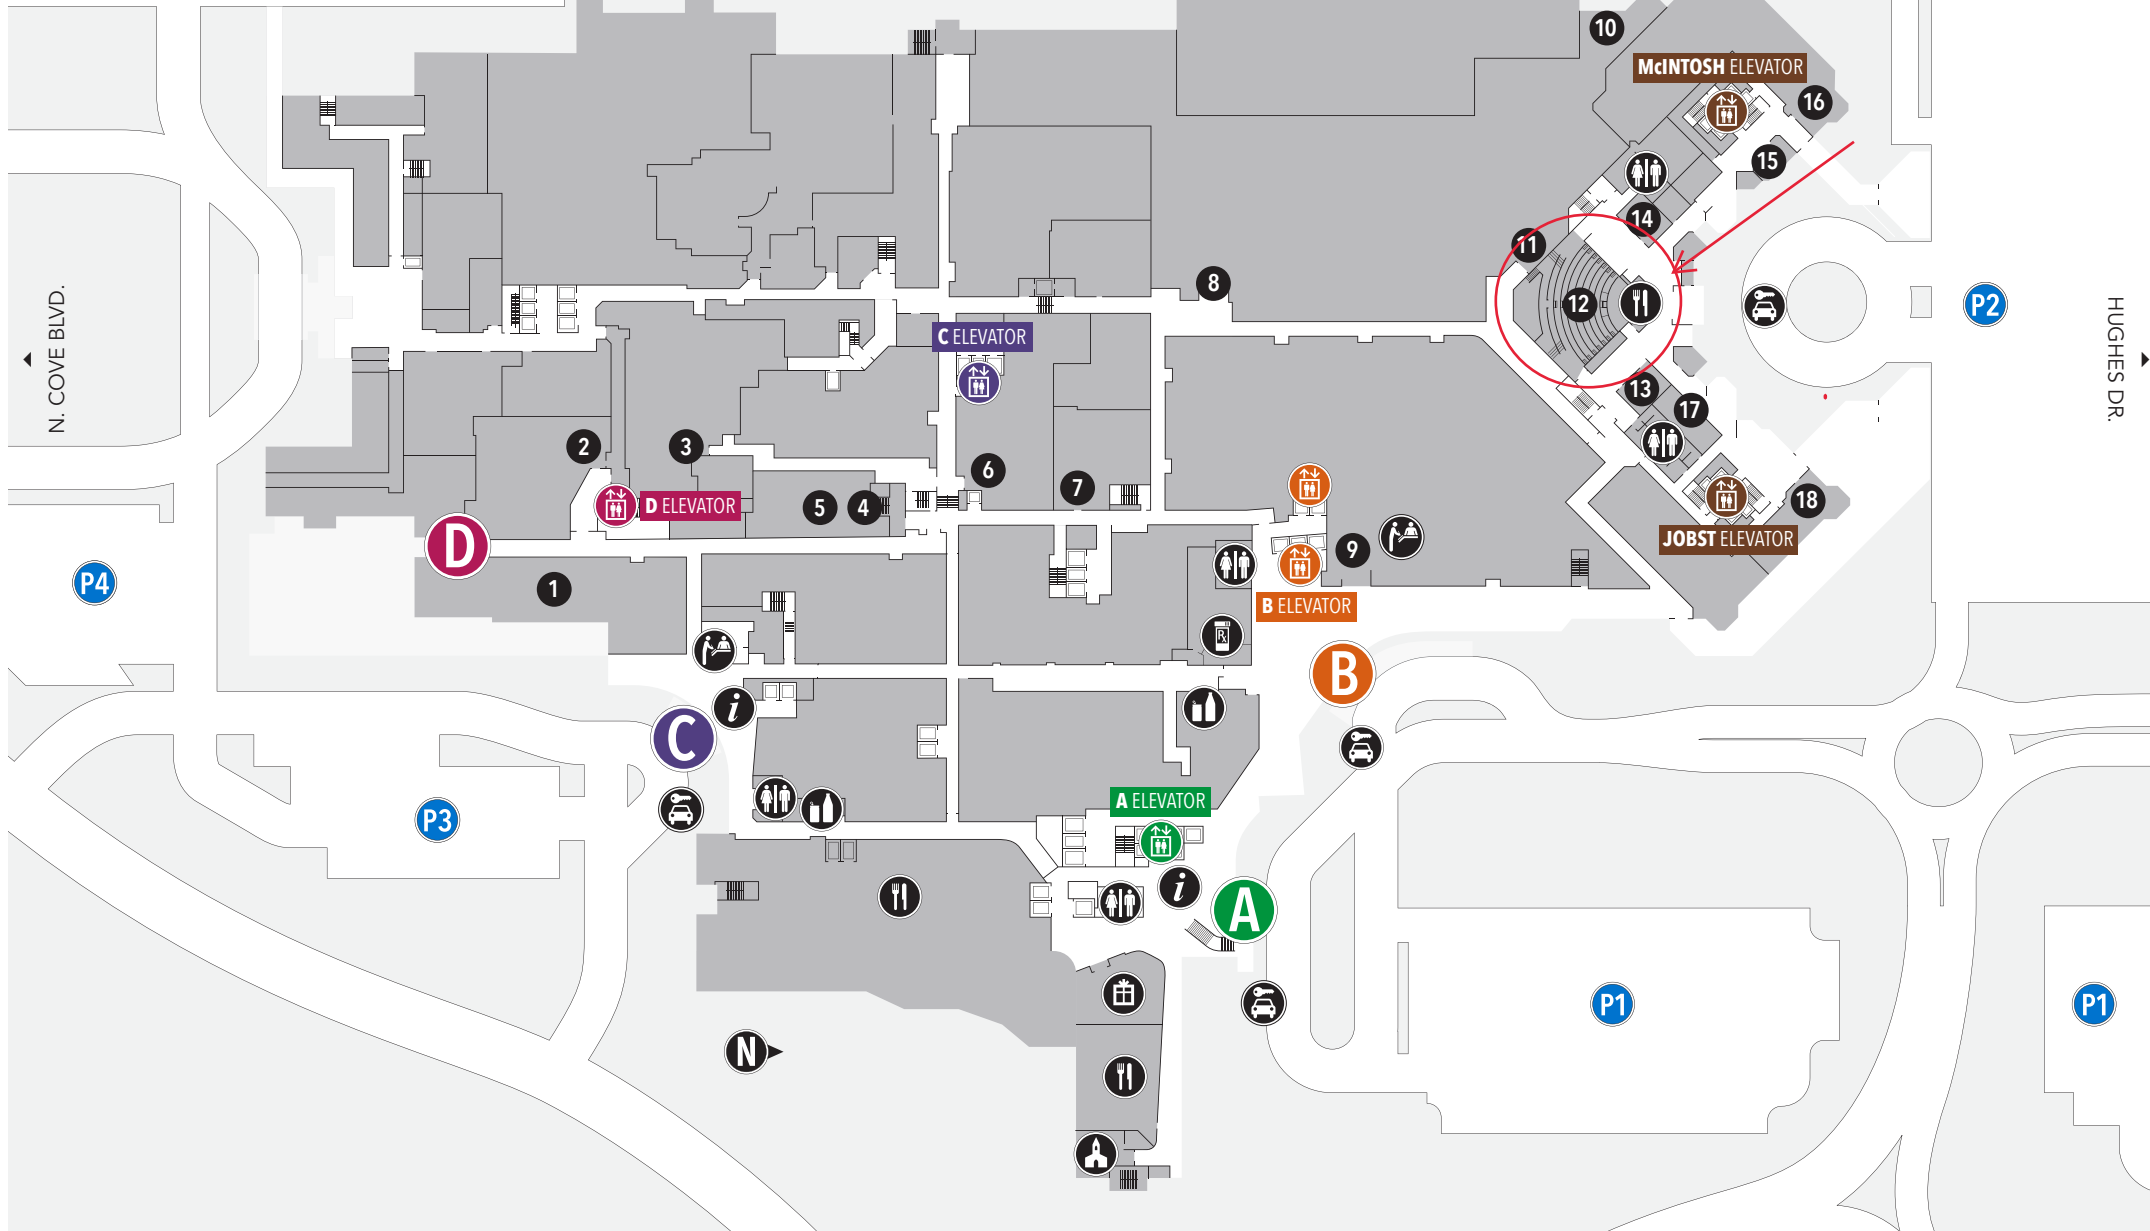 10
McINTOSH ELEVATOR
16
15
14
11
8
12
P2
N. COVE BLVD.
HUGHES DR.
C ELEVATOR
13
17
2
3
6
7
5
4
D ELEVATOR
18
JOBST ELEVATOR
D
9
P4
1
B ELEVATOR
Rx
B
i
C
A ELEVATOR
P3
i
A
P1
P1
N